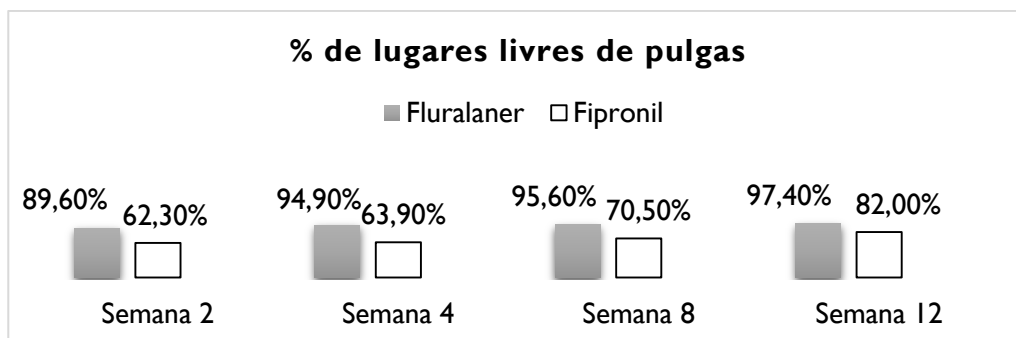 % de lugares livres de pulgas
Fluralaner Fipronil
89,60% 62,30% 94,90% 63,90% 95,60% 70,50% 97,40% 82,00%
Semana 2 Semana 4 Semana 8 Semana 12